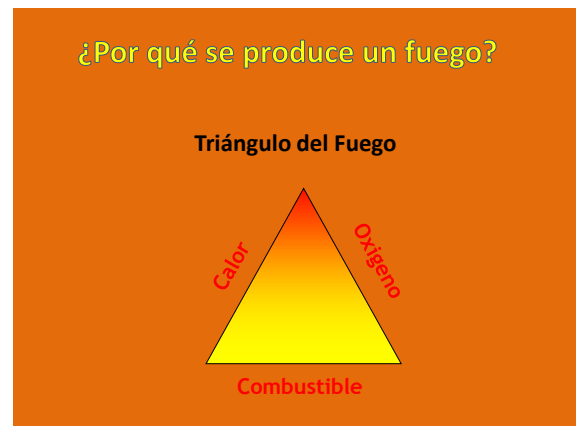 ¿Por qué se produce un fuego?
Triángulo del Fuego
Calor
Oxigeno
Combustible